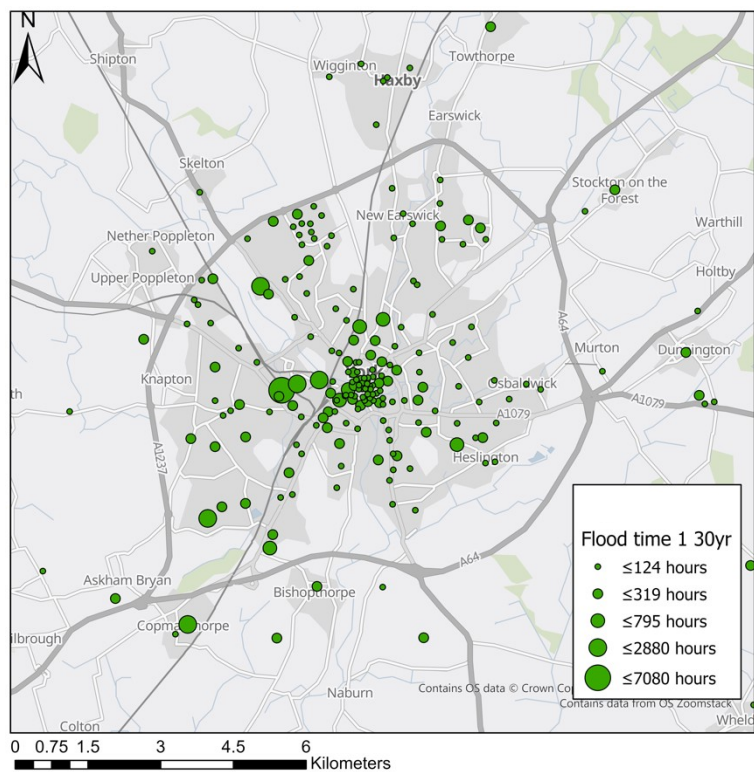 N
Shipton
Wigginton
Towthorpe
Haxby
Earswick
Skelton
Stockton on the
Forest
New Earswick
Nether Poppleton
Warthill
Upper Poppleton
Holtby
A64
Murton
Dunnington
Knapton
Osbaldwick
A1079
A1079
A1237
Heslington
A64
Askham Bryan
Bishopthorpe
Copmanthorpe
Naburn
Colton
Flood time 1 30yr
≤124 hours
≤319 hours
≤795 hours
≤2880 hours
≤7080 hours
Contains OS data © Crown Cop
Contains data from OS Zoomstack
Wheld
0 0.75 1.5 3 4.5 6
Kilometers